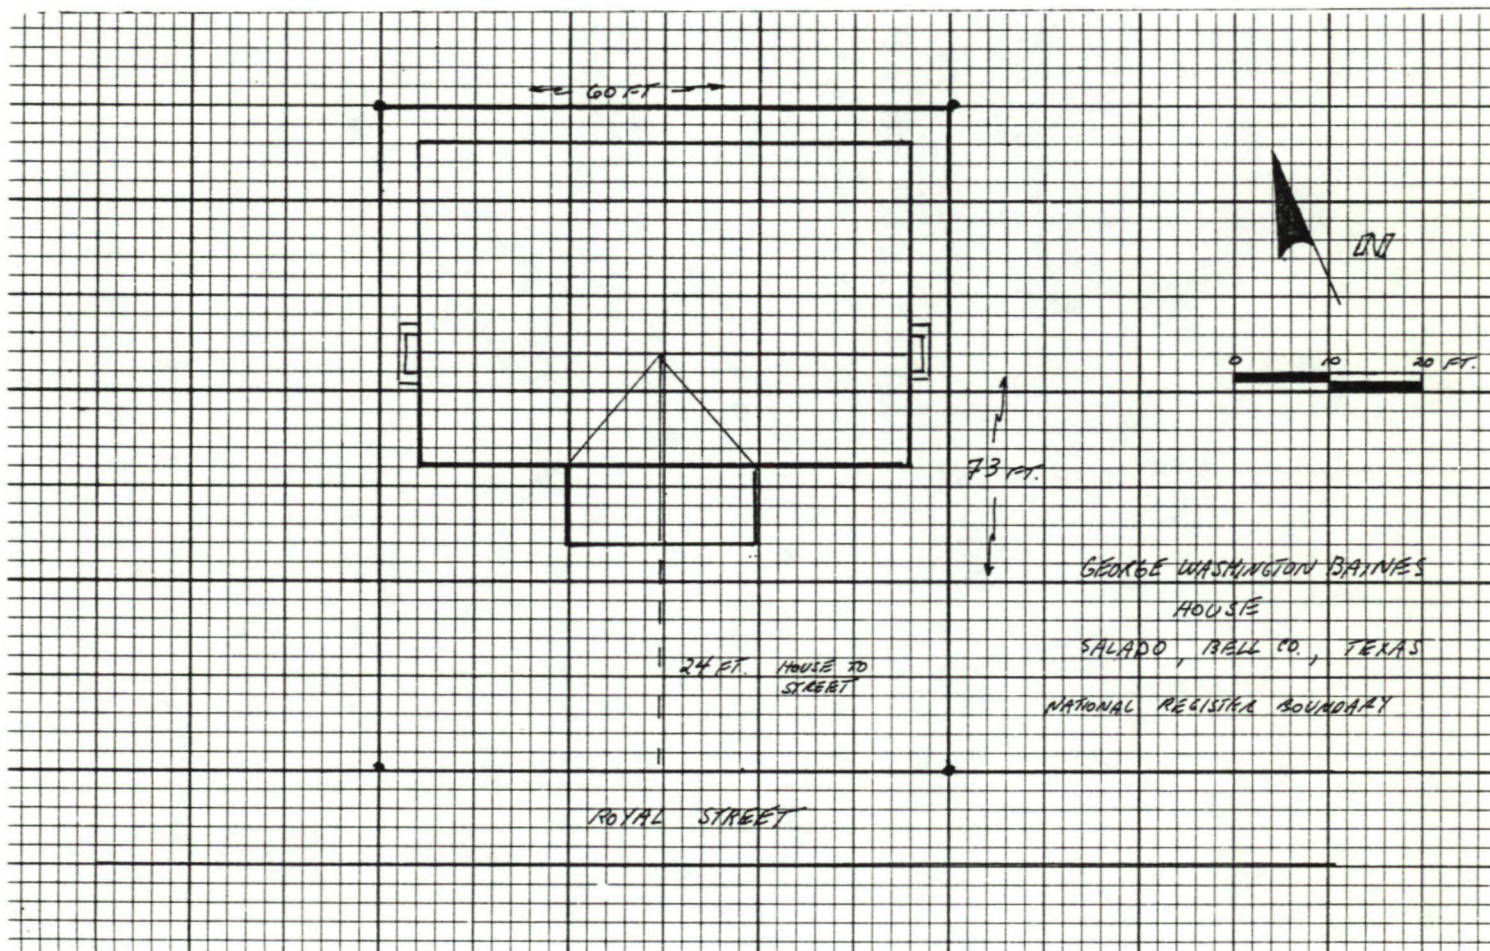 60 FT
N
0 10 20 FT.
73 FT.
GEORGE WASHINGTON BAINES
HOUSE
SALADO, BELL CO., TEXAS
24 FT. HOUSE TO
STREET
NATIONAL REGISTER BOUNDARY
ROYAL STREET